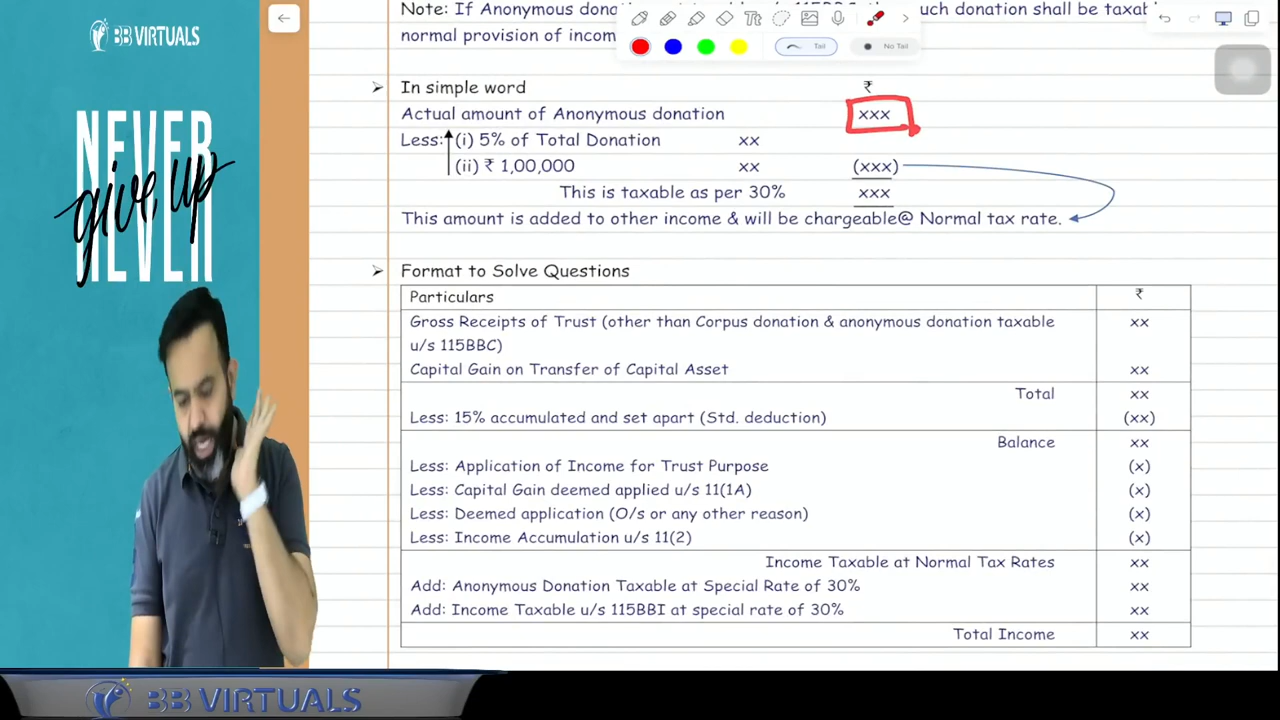 BB VIRTUALS
NEVER
give up
NEVER
Note: If Anonymous
such donation shall be
normal provision of
Tail
No Tail
➢ In simple word ₹
Actual amount of Anonymous donation xxx
Less: (i) 5% of Total Donation xx
(ii) ₹ 1,00,000 xx (xxx)
This is taxable as per 30% xxx
This amount is added to other income & will be chargeable@ Normal tax rate.
➢ Format to Solve Questions
Particulars ₹
Gross Receipts of Trust (other than Corpus donation & anonymous donation taxable xx
u/s 115BBC)
Capital Gain on Transfer of Capital Asset xx
Total xx
Less: 15% accumulated and set apart (Std. deduction) (xx)
Balance xx
Less: Application of Income for Trust Purpose (x)
Less: Capital Gain deemed applied u/s 11(1A) (x)
Less: Deemed application (O/s or any other reason) (x)
Less: Income Accumulation u/s 11(2) (x)
Income Taxable at Normal Tax Rates xx
Add: Anonymous Donation Taxable at Special Rate of 30% xx
Add: Income Taxable u/s 115BBI at special rate of 30% xx
Total Income xx
BB VIRTUALS